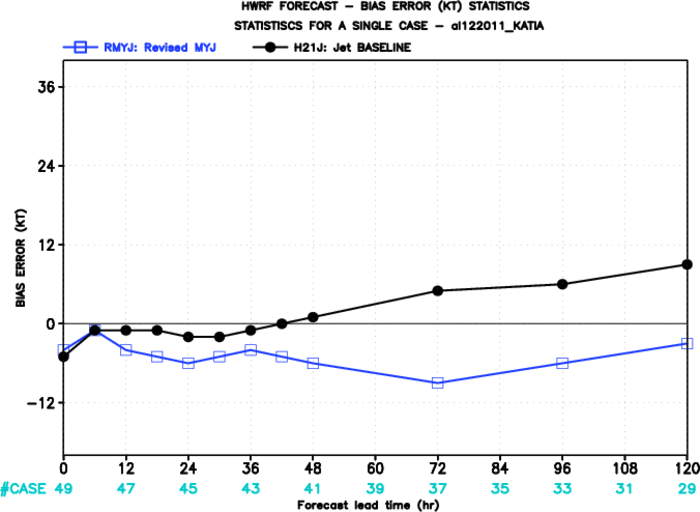 HWRF FORECAST – BIAS ERROR (KT) STATISTICS
STATISTISCS FOR A SINGLE CASE – al122011_KATIA
RMYJ: Revised MYJ H21J: Jet BASELINE
36
24
12
0
−12
BIAS ERROR (KT)
0 12 24 36 48 60 72 84 96 108 120
#CASE 49 47 45 43 41 39 37 35 33 31 29
Forecast lead time (hr)